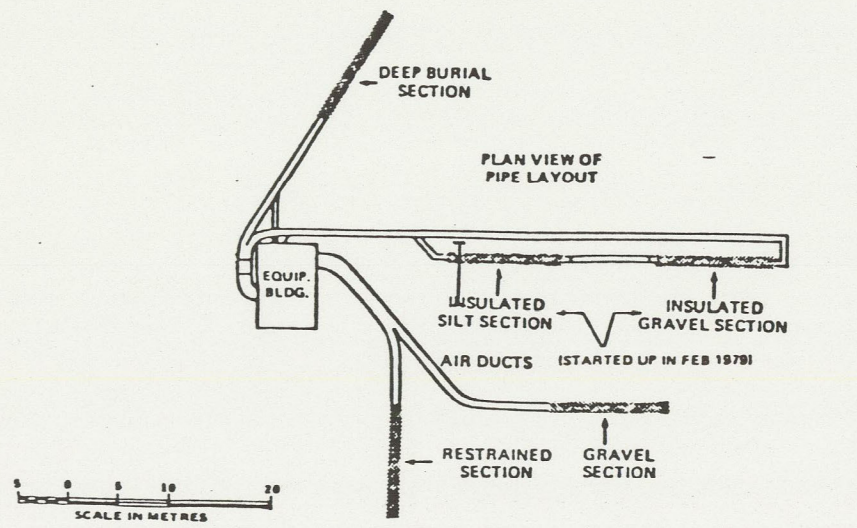 DEEP BURIAL
SECTION
PLAN VIEW OF
PIPE LAYOUT
EQUIP.
BLDG.
INSULATED
SILT SECTION
INSULATED
GRAVEL SECTION
AIR DUCTS
(STARTED UP IN FEB 1979)
RESTRAINED
SECTION
GRAVEL
SECTION
5 0 5 10 20
SCALE IN METRES